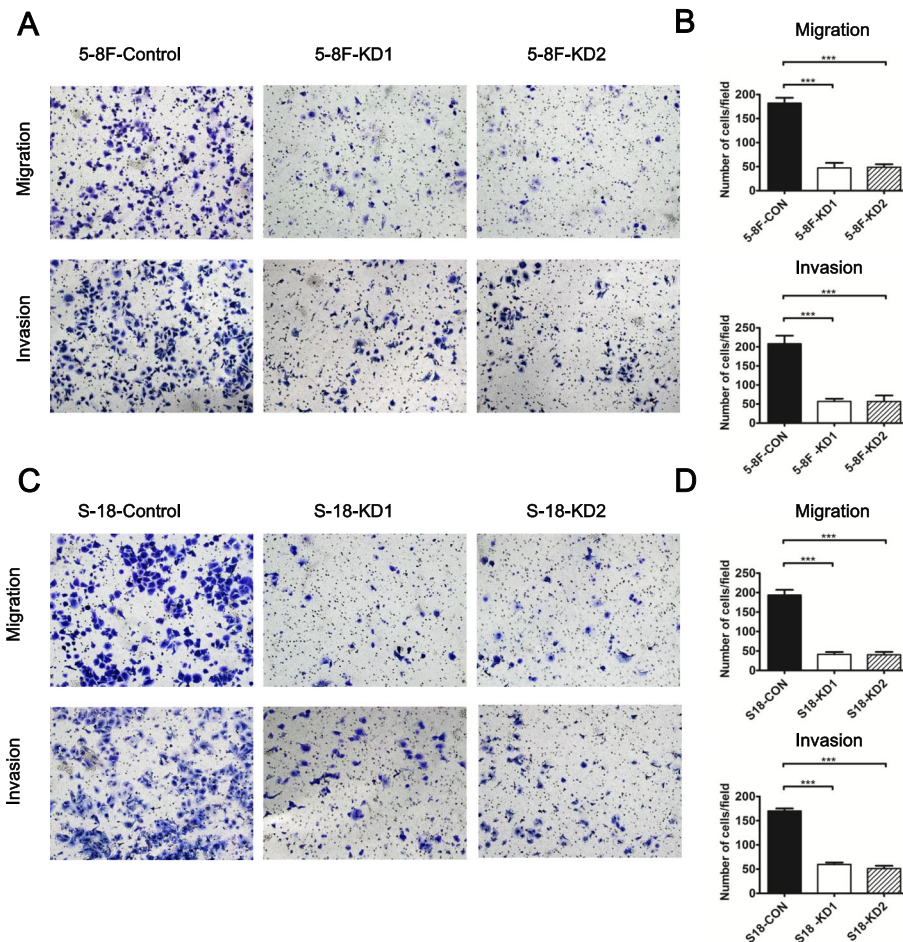 A
5-8F-Control 5-8F-KD1 5-8F-KD2
Migration
Invasion
B
Migration
***
***
Number of cells/field
200
150
100
50
0
5-8F-CON 5-8F-KD1 5-8F-KD2
Invasion
***
***
Number of cells/field
250
200
150
100
50
0
5-8F-CON 5-8F -KD1 5-8F-KD2
C
S-18-Control S-18-KD1 S-18-KD2
Migration
Invasion
D
Migration
***
***
Number of cells/field
250
200
150
100
50
0
S18-CON S18-KD1 S18-KD2
Invasion
***
***
Number of cells/field
200
150
100
50
0
S18-CON S18 -KD1 S18-KD2